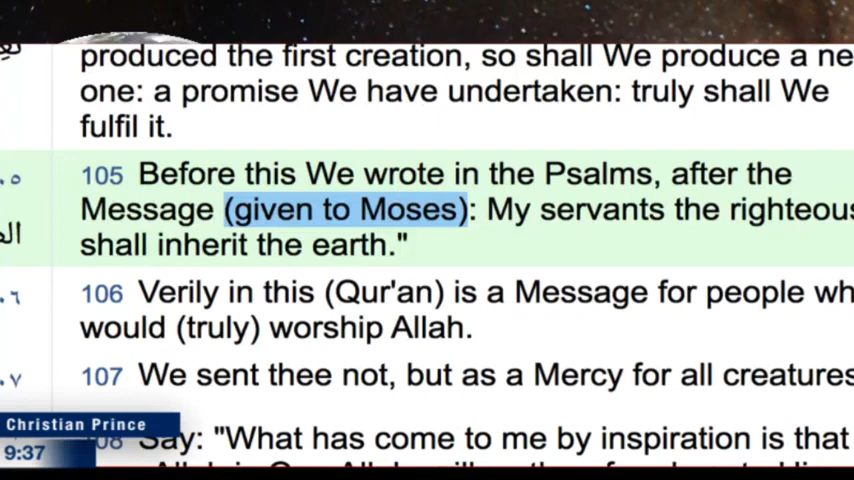 produced the first creation, so shall We produce a
one: a promise We have undertaken: truly shall We
fulfil it.
105 Before this We wrote in the Psalms, after the
Message (given to Moses): My servants the
shall inherit the earth."
106 Verily in this (Qur'an) is a Message for people
would (truly) worship Allah.
107 We sent thee not, but as a Mercy for all
108 Say: "What has come to me by inspiration is that
Christian Prince
9:37